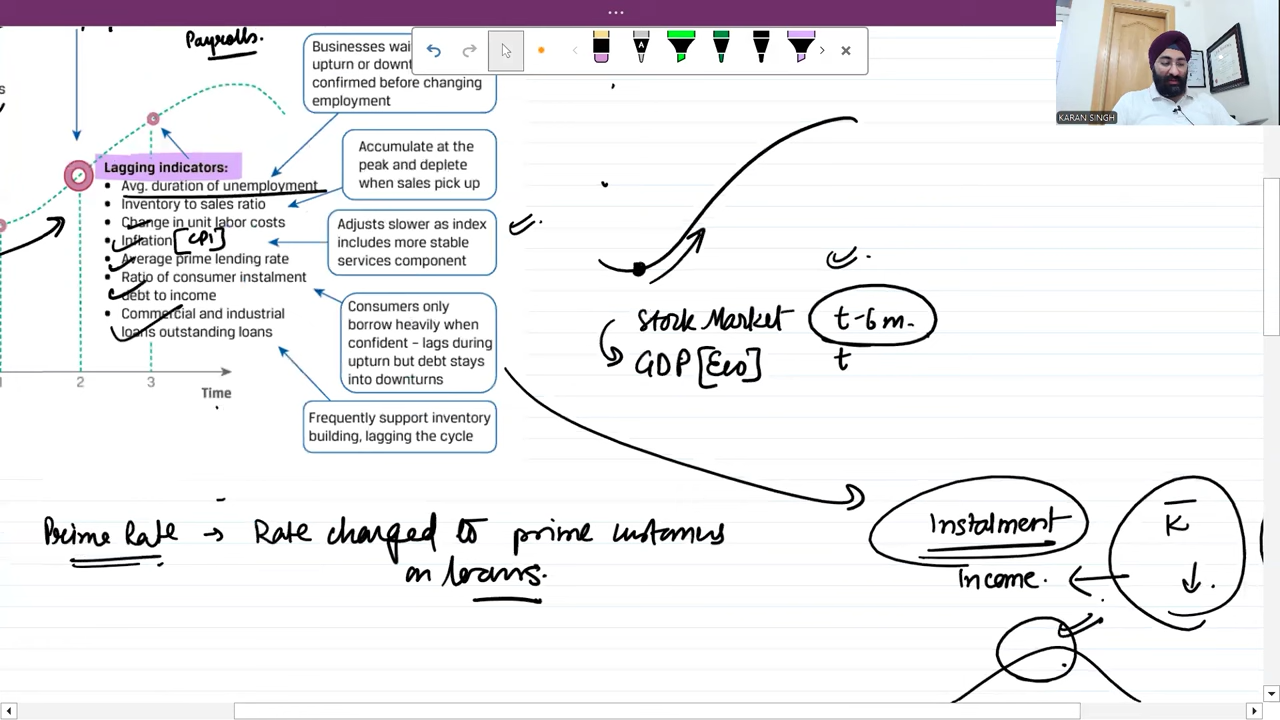 Payrolls.
s
Businesses wai
upturn or downt
confirmed before changing
employment
KARAN SINGH
Accumulate at the
peak and deplete
when sales pick up
Lagging indicators:
• Avg. duration of unemployment
• Inventory to sales ratio
• Change in unit labor costs
• Inflation [CPI]
• Average prime lending rate
• Ratio of consumer instalment
debt to income
• Commercial and industrial
loans outstanding loans
Adjusts slower as index
includes more stable
services component
Consumers only
borrow heavily when
confident – lags during
upturn but debt stays
into downturns
Frequently support inventory
building, lagging the cycle
2 3
Time
Stock Market t-6m.
GDP [Eco] t
Prime Rate → Rate charged to prime customers
on loans.
Instalment
Income.
K